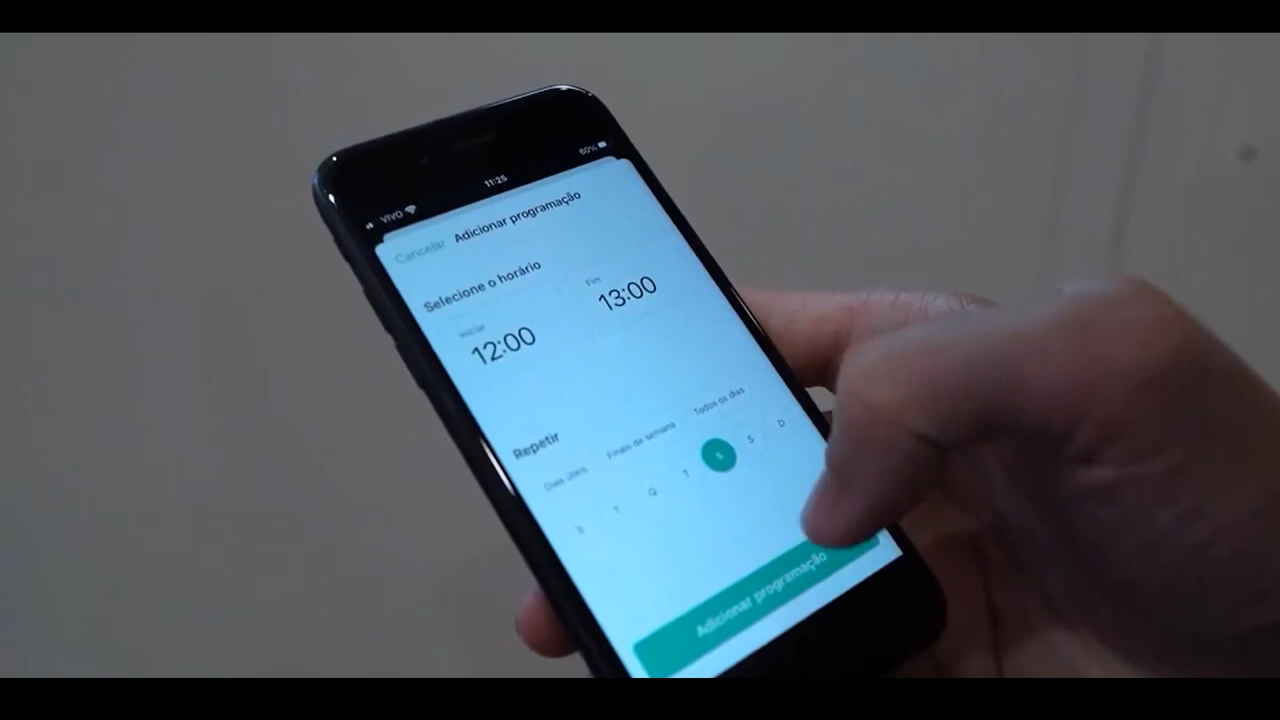 VIVO 11:25 60%
Cancelar Adicionar programação
Selecione o horário
Iniciar Fim
12:00 13:00
Repetir
Dias úteis Finais de semana Todos os dias
S T Q T S S D
Adicionar programação